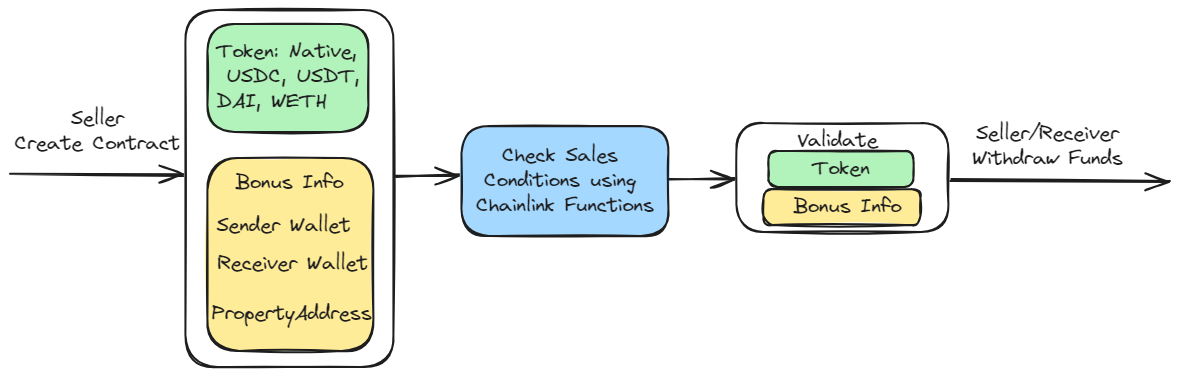 Seller
Create Contract
Token: Native,
USDC, USDT,
DAI, WETH
Bonus Info
Sender Wallet
Receiver Wallet
PropertyAddress
Check Sales
Conditions using
Chainlink Functions
Validate
Token
Bonus Info
Seller/Receiver
Withdraw Funds